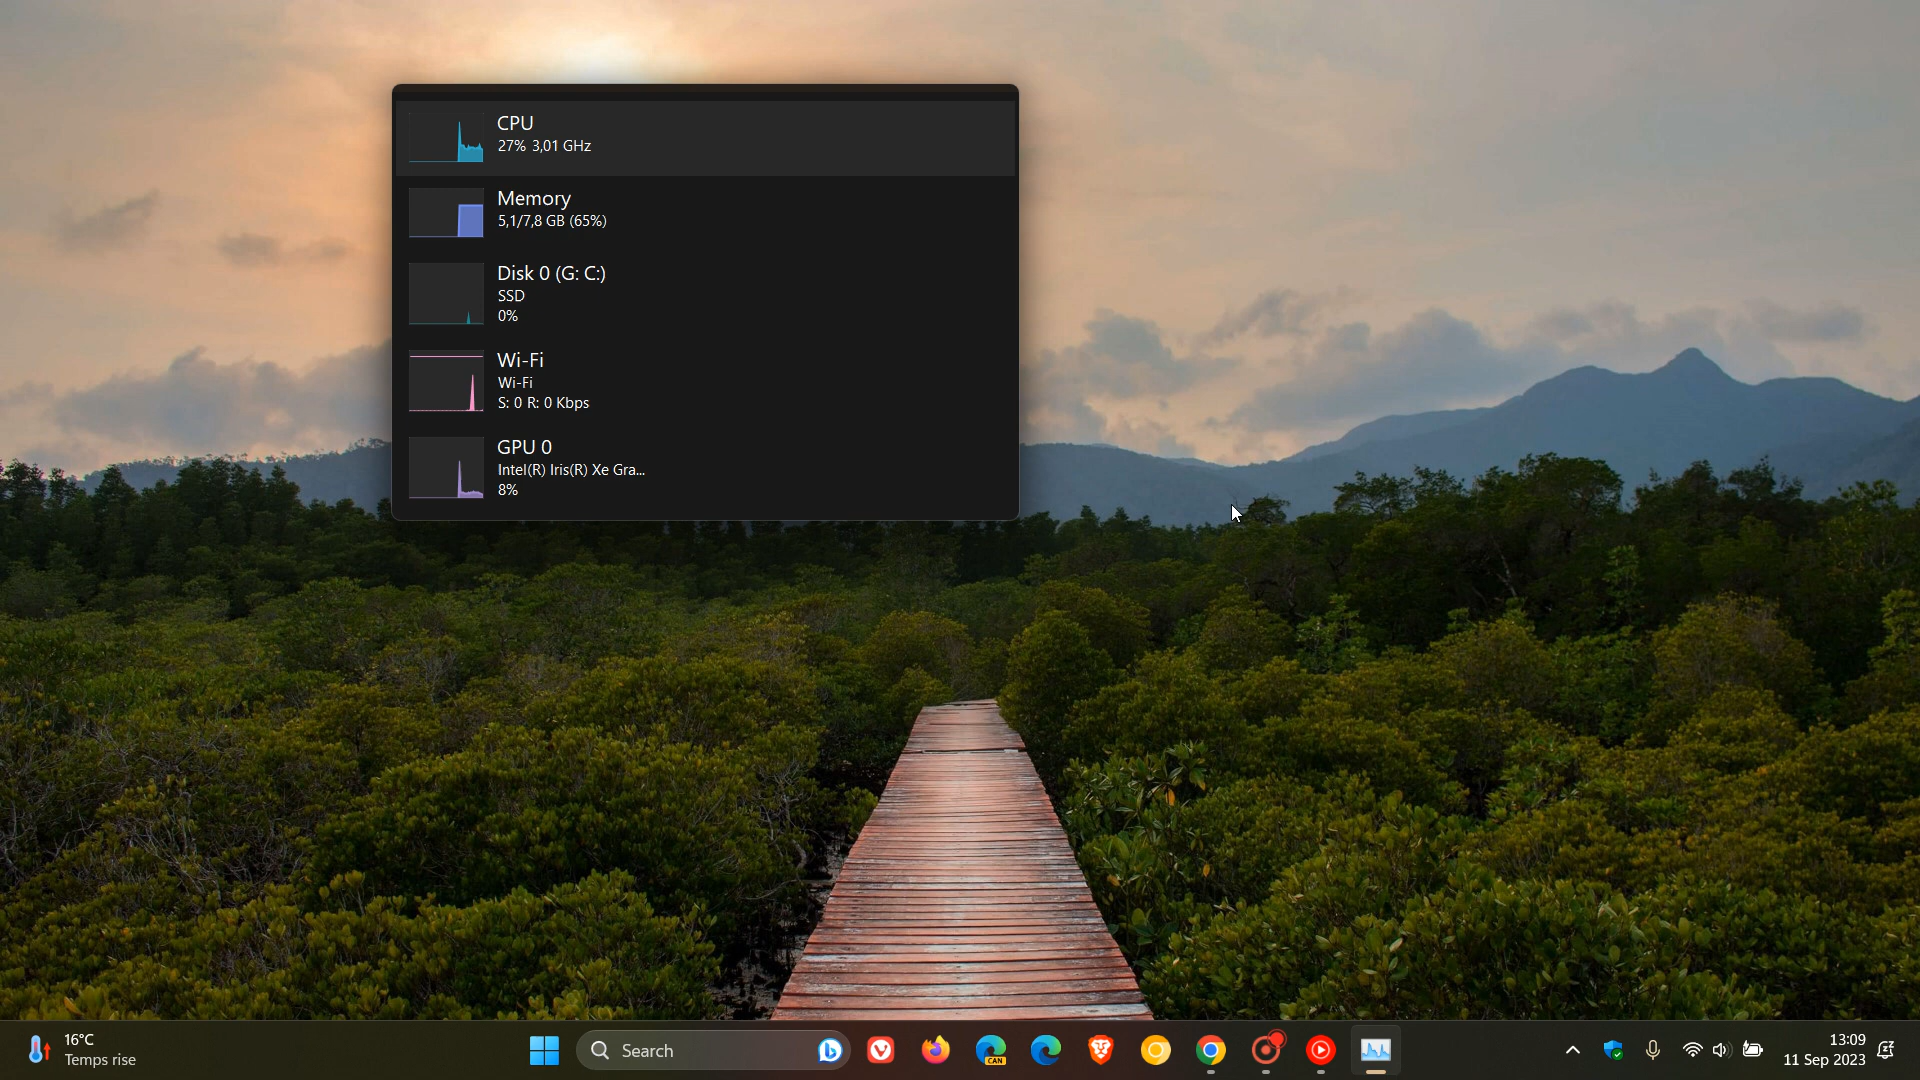 CPU
27% 3,01 GHz
Memory
5,1/7,8 GB (65%)
Disk 0 (G: C:)
SSD
0%
Wi-Fi
Wi-Fi
S: 0 R: 0 Kbps
GPU 0
Intel(R) Iris(R) Xe Gra...
8%
16°C
Temps rise
Search
CAN
13:09
11 Sep 2023